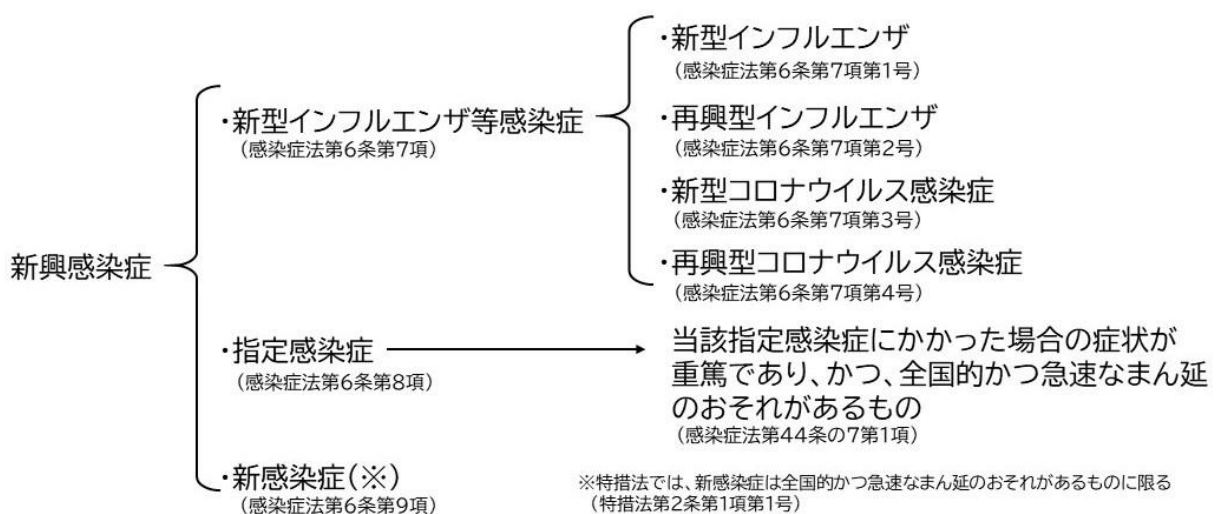 新興感染症
・新型インフルエンザ等感染症
（感染症法第6条第7項）
・新型インフルエンザ
（感染症法第6条第7項第1号）
・再興型インフルエンザ
（感染症法第6条第7項第2号）
・新型コロナウイルス感染症
（感染症法第6条第7項第3号）
・再興型コロナウイルス感染症
（感染症法第6条第7項第4号）
・指定感染症
（感染症法第6条第8項）
当該指定感染症にかかった場合の症状が
重篤であり、かつ、全国的かつ急速なまん延
のおそれがあるもの
（感染症法第44条の7第1項）
・新感染症（※）
（感染症法第6条第9項）
※特措法では、新感染症は全国的かつ急速なまん延のおそれがあるものに限る
（特措法第2条第1項第1号）